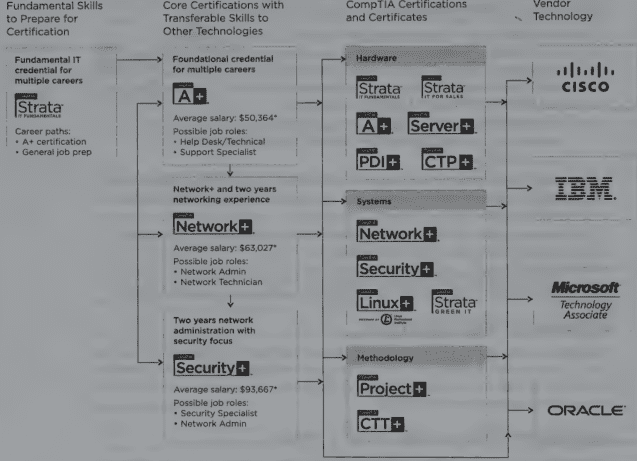 Fundamental Skills
to Prepare for
Certification
Fundamental IT
credential for
multiple careers
Strata
IT FUNDAMENTALS
Career paths:
• A+ certification
• General job prep
Core Certifications with
Transferable Skills to
Other Technologies
Foundational credential
for multiple careers
A+
Average salary: $50,364*
Possible job roles:
• Help Desk/Technical
• Support Specialist
Network+ and two years
networking experience
Network+
Average salary: $63,027*
Possible job roles:
• Network Admin
• Network Technician
Two years network
administration with
security focus
Security+
Average salary: $93,667*
Possible job roles:
• Security Specialist
• Network Admin
CompTIA Certifications
and Certificates
Hardware
Strata Strata
IT FUNDAMENTALS IT FOR SALES
A+ Server+
PDI+ CTP+
Systems
Network+
Security+
Linux+ Strata
GREEN IT
Methodology
Project+
CTT+
Vendor
Technology
CISCO
IBM
Microsoft
Technology
Associate
ORACLE